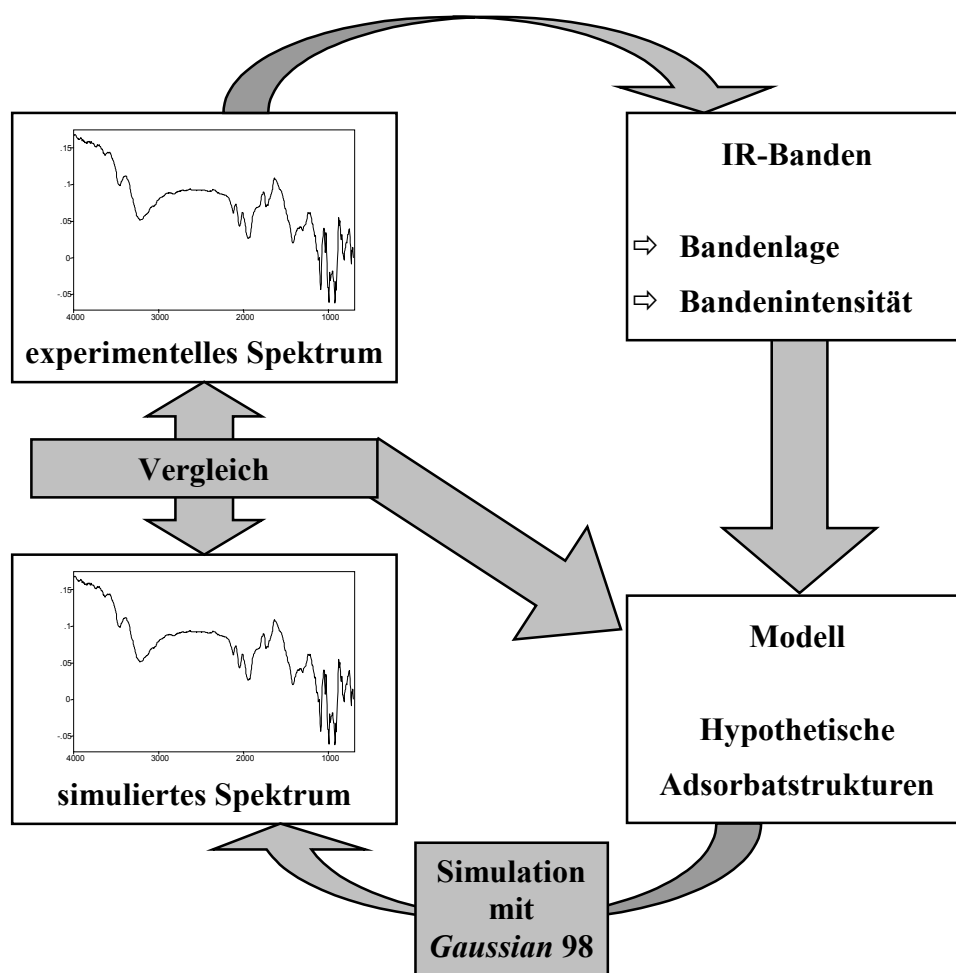 .15
.1
.05
0
-.05
4000 3000 2000 1000
experimentelles Spektrum
IR-Banden
⇨ Bandenlage
⇨ Bandenintensität
Vergleich
.15
.1
.05
0
-.05
4000 3000 2000 1000
simuliertes Spektrum
Modell
Hypothetische
Adsorbatstrukturen
Simulation
mit
Gaussian 98